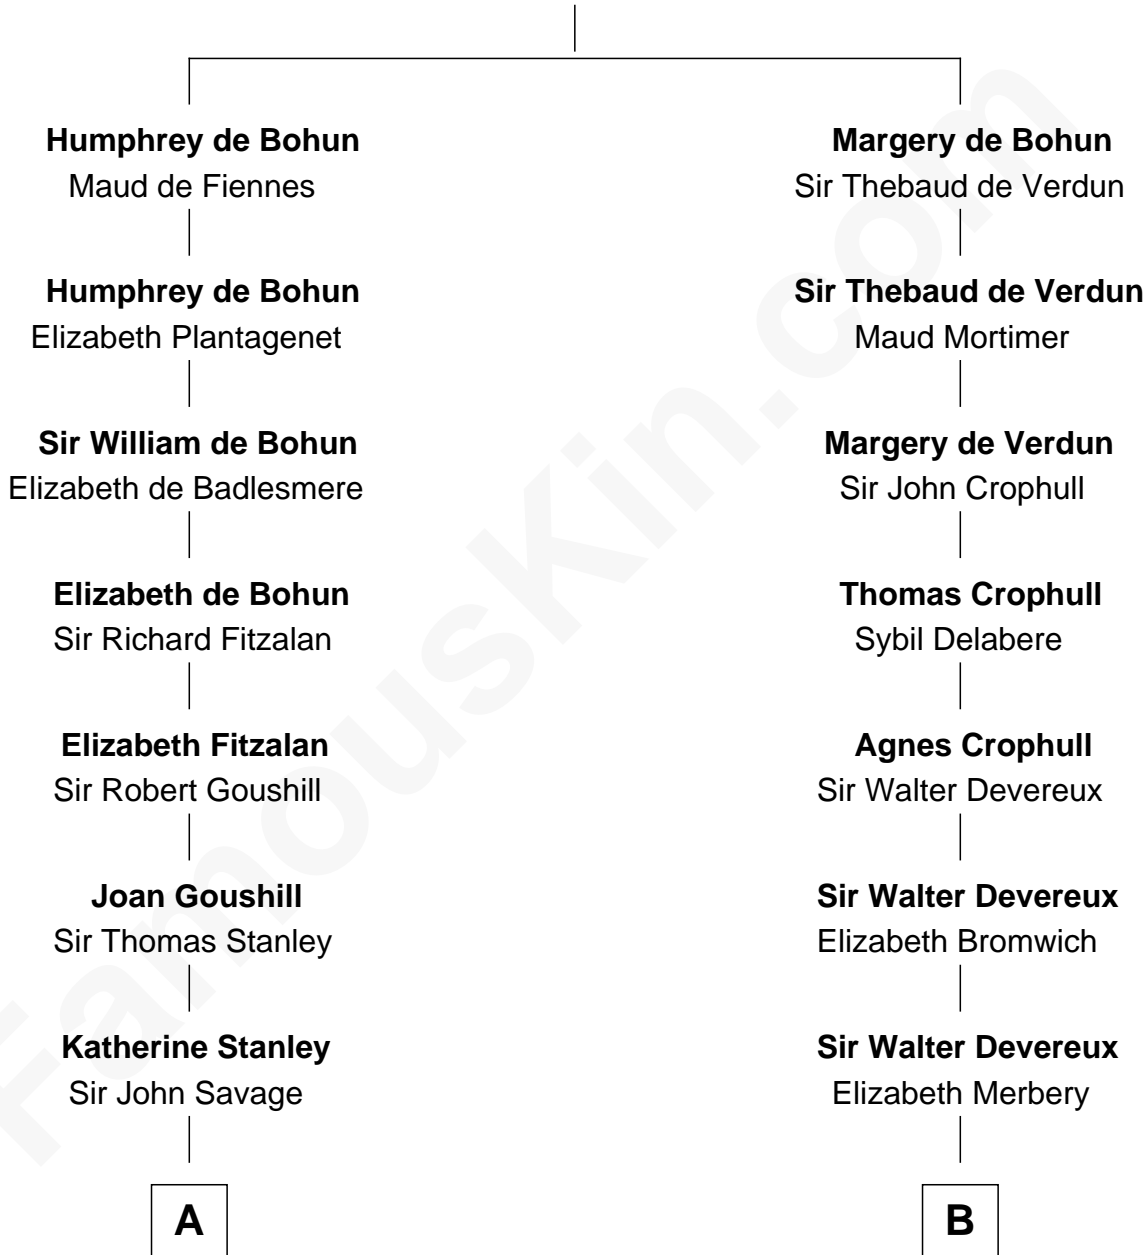 Humphrey de Bohun
Maud de Fiennes
Humphrey de Bohun
Elizabeth Plantagenet
Sir William de Bohun
Elizabeth de Badlesmere
Elizabeth de Bohun
Sir Richard Fitzalan
Elizabeth Fitzalan
Sir Robert Goushill
Joan Goushill
Sir Thomas Stanley
Katherine Stanley
Sir John Savage
A
Margery de Bohun
Sir Thebaud de Verdun
Sir Thebaud de Verdun
Maud Mortimer
Margery de Verdun
Sir John Crophull
Thomas Crophull
Sybil Delabere
Agnes Crophull
Sir Walter Devereux
Sir Walter Devereux
Elizabeth Bromwich
Sir Walter Devereux
Elizabeth Merbery
B
FamousKin.com